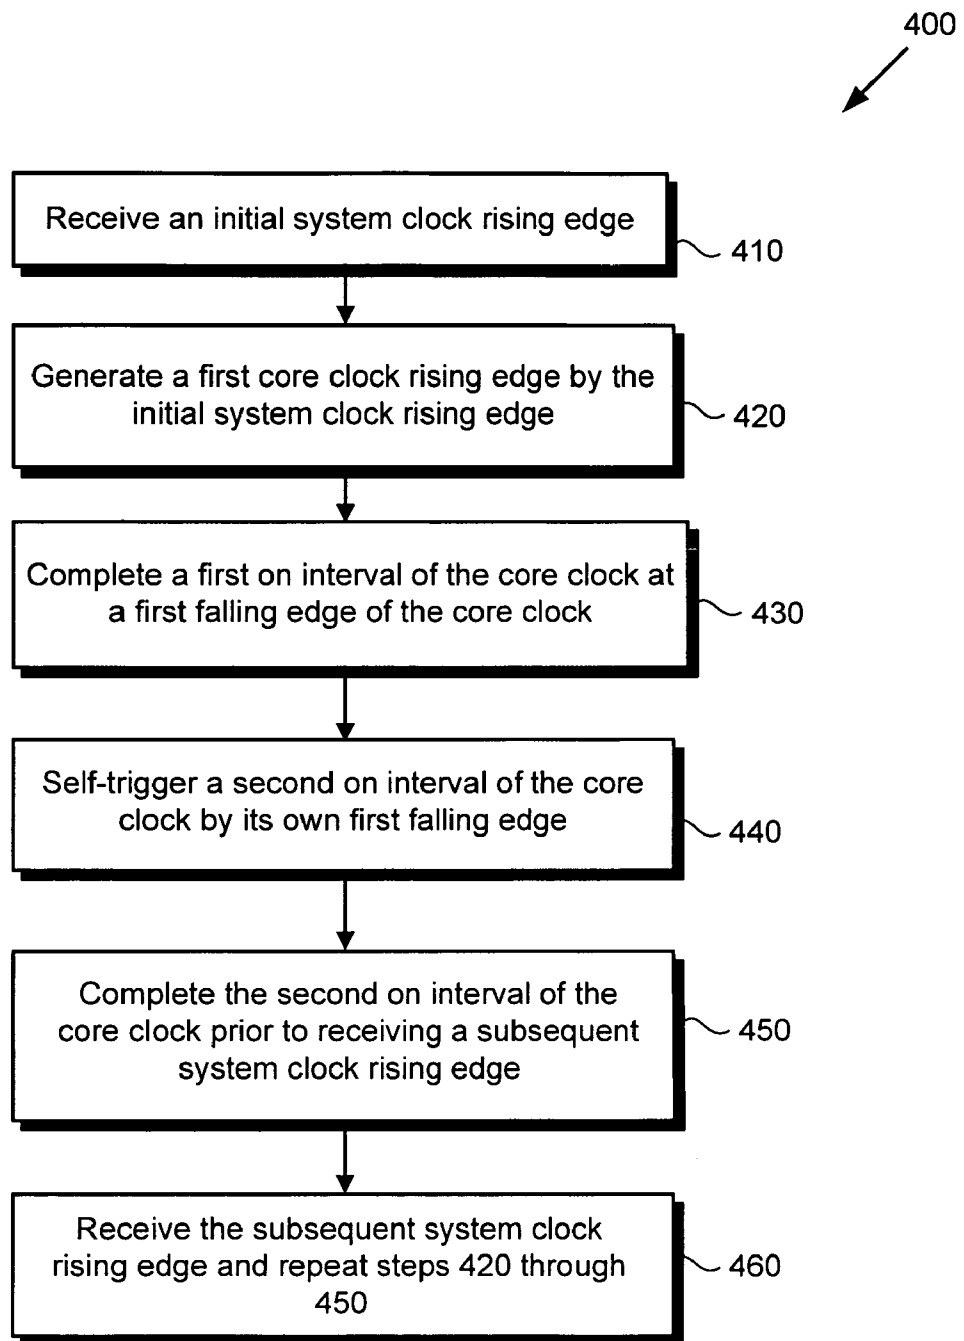 400
Receive an initial system clock rising edge
410
Generate a first core clock rising edge by the
initial system clock rising edge
420
Complete a first on interval of the core clock at
a first falling edge of the core clock
430
Self-trigger a second on interval of the core
clock by its own first falling edge
440
Complete the second on interval of the
core clock prior to receiving a subsequent
system clock rising edge
450
Receive the subsequent system clock
rising edge and repeat steps 420 through
450
460